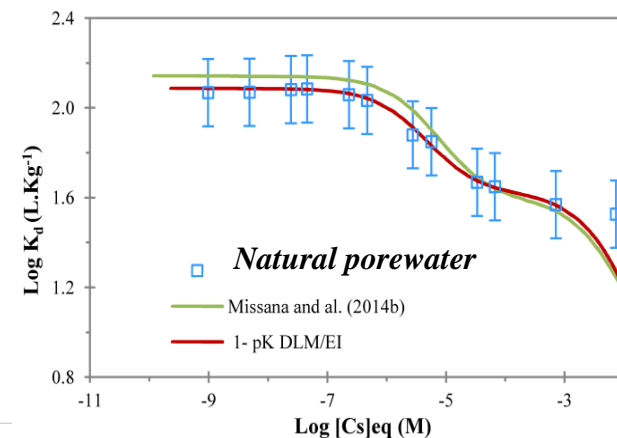 2.4
2.0
1.6
1.2
0.8
Log Kd (L.Kg-1)
Natural porewater
Missana and al. (2014b)
1- pK DLM/EI
-11 -9 -7 -5 -3
Log [Cs]eq (M)